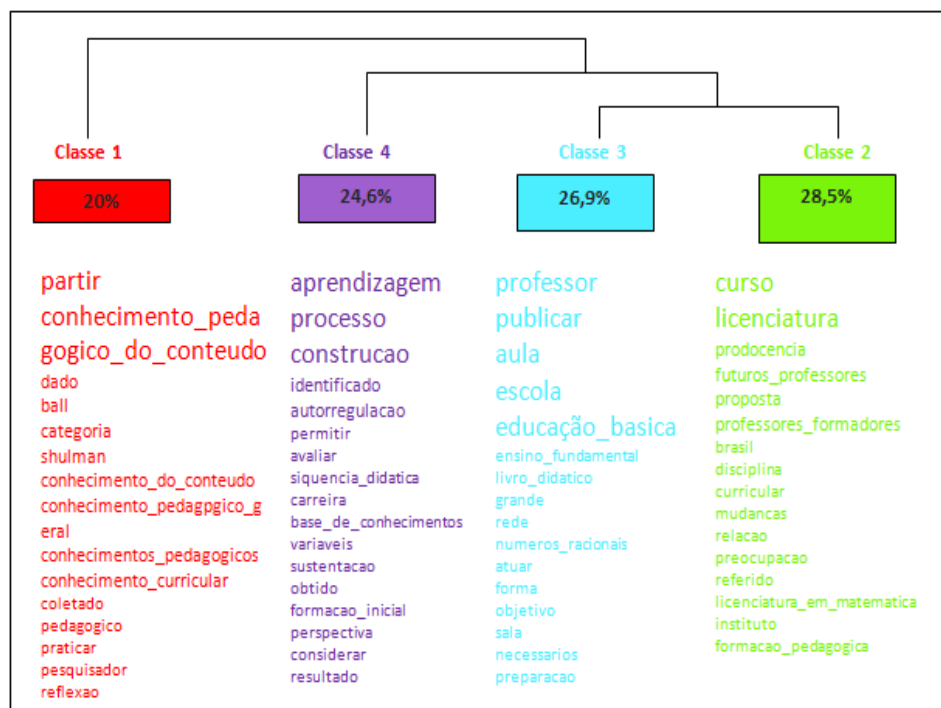 Classe 1
20%
partir
conhecimento_peda
gogico_do_conteudo
dado
ball
categoria
shulman
conhecimento_do_conteudo
conhecimento_pedagpgico_g
eral
conhecimentos_pedagogicos
conhecimento_curricular
coletado
pedagogico
praticar
pesquisador
reflexao
Classe 4
24,6%
aprendizagem
processo
construcao
identificado
autorregulacao
permitir
avaliar
siquencia_didatica
carreira
base_de_conhecimentos
variaveis
sustentacao
obtido
formacao_inicial
perspectiva
considerar
resultado
Classe 3
26,9%
professor
publicar
aula
escola
educação_basica
ensino_fundamental
livro_didatico
grande
rede
numeros_racionais
atuar
forma
objetivo
sala
necessarios
preparacao
Classe 2
28,5%
curso
licenciatura
prodocencia
futuros_professores
proposta
professores_formadores
brasil
disciplina
curricular
mudancas
relacao
preocupacao
referido
licenciatura_em_matematica
instituto
formacao_pedagogica